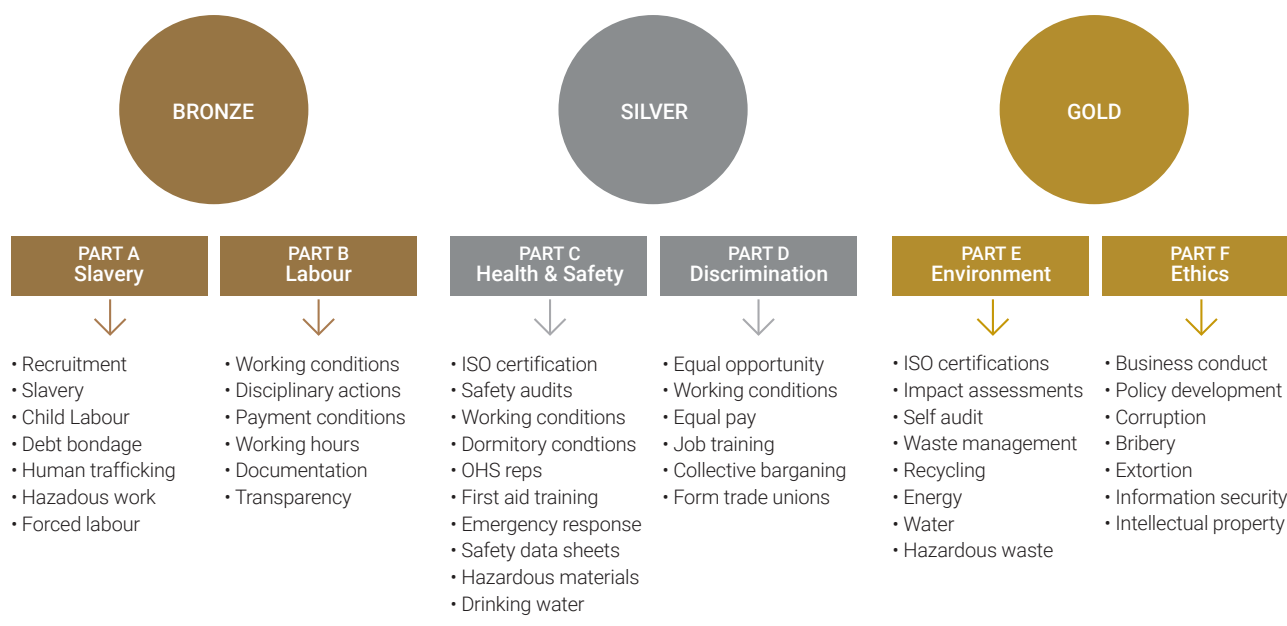 BRONZE
PART A
Slavery
• Recruitment
• Slavery
• Child Labour
• Debt bondage
• Human trafficking
• Hazadous work
• Forced labour
PART B
Labour
• Working conditions
• Disciplinary actions
• Payment conditions
• Working hours
• Documentation
• Transparency
SILVER
PART C
Health & Safety
• ISO certification
• Safety audits
• Working conditions
• Dormitory condtions
• OHS reps
• First aid training
• Emergency response
• Safety data sheets
• Hazardous materials
• Drinking water
PART D
Discrimination
• Equal opportunity
• Working conditions
• Equal pay
• Job training
• Collective barganing
• Form trade unions
GOLD
PART E
Environment
• ISO certifications
• Impact assessments
• Self audit
• Waste management
• Recycling
• Energy
• Water
• Hazardous waste
PART F
Ethics
• Business conduct
• Policy development
• Corruption
• Bribery
• Extortion
• Information security
• Intellectual property